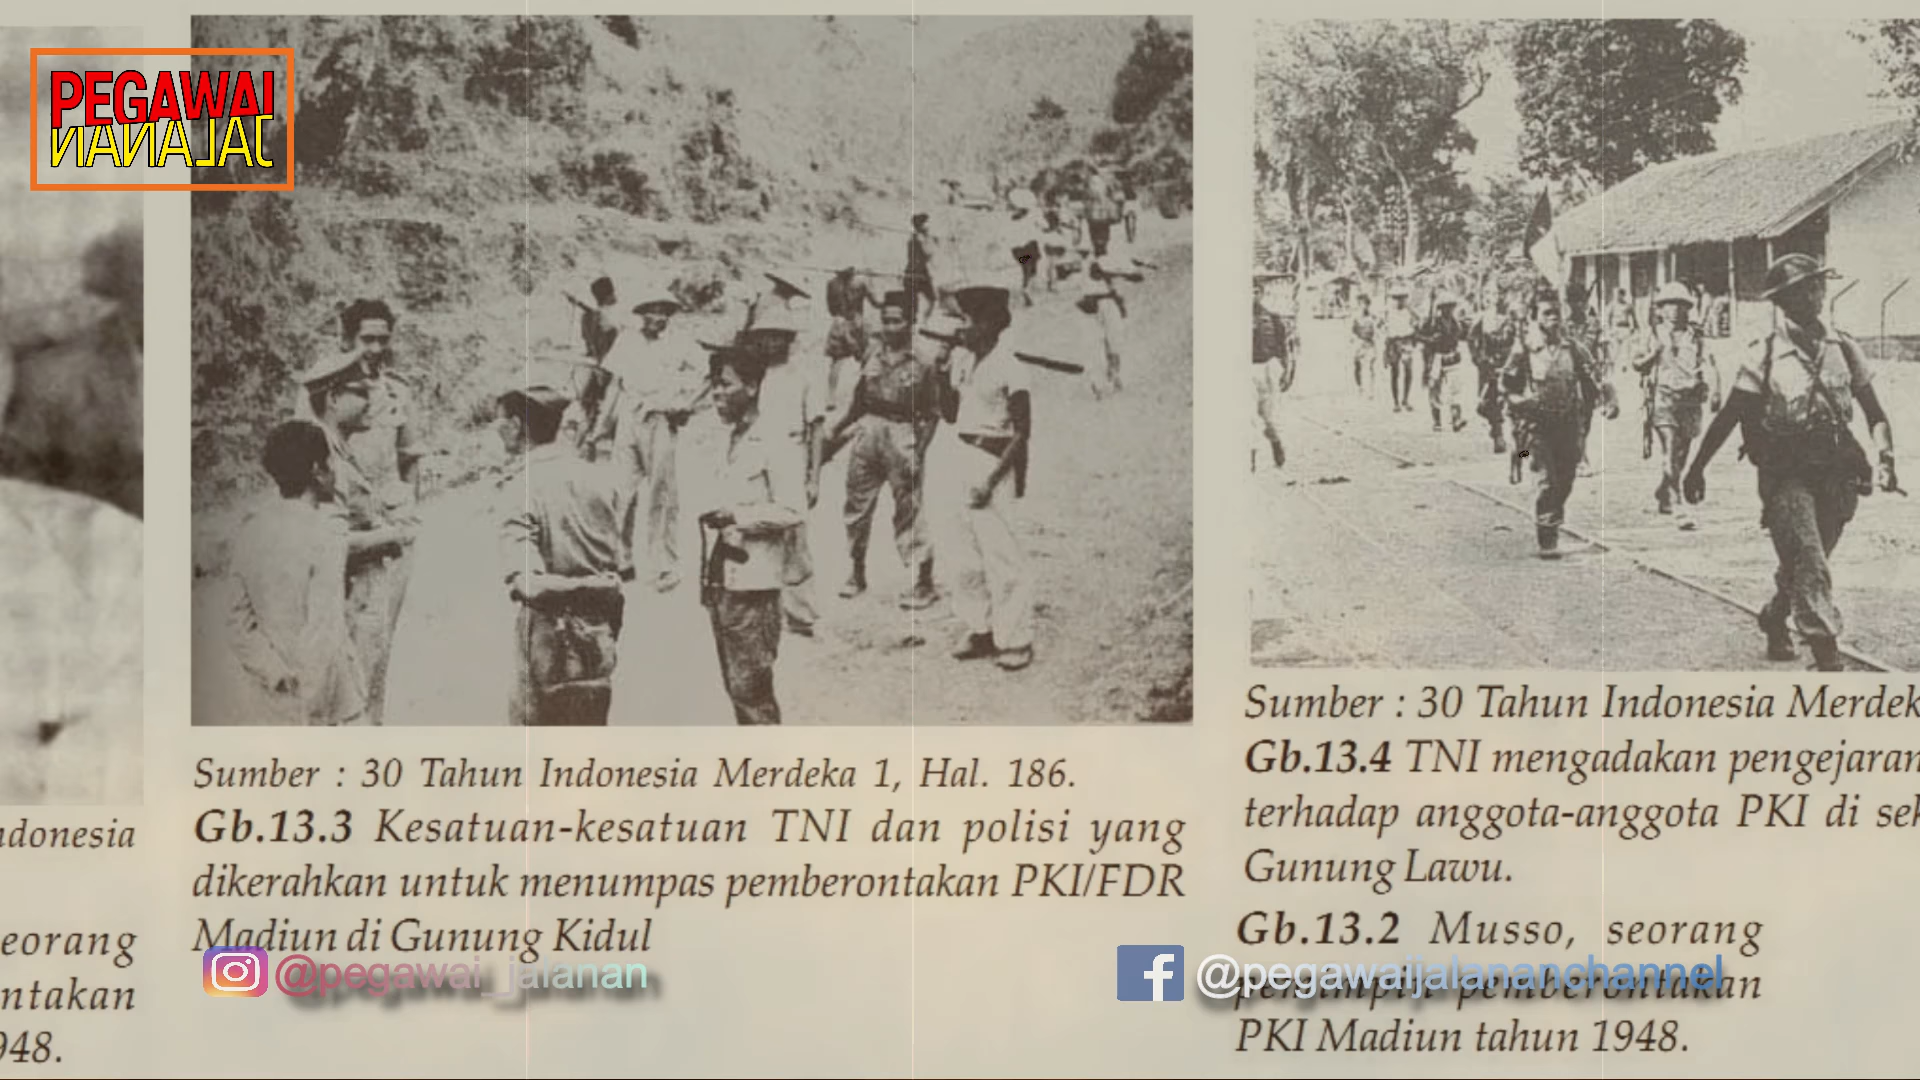 PEGAWAI
JALANAN
ndonesia
eorang
ntakan
948.
Sumber : 30 Tahun Indonesia Merdeka 1, Hal. 186.
Gb.13.3 Kesatuan-kesatuan TNI dan polisi yang
dikerahkan untuk menumpas pemberontakan PKI/FDR
Madiun di Gunung Kidul
@pegawai_jalanan
Sumber : 30 Tahun Indonesia Merdek
Gb.13.4 TNI mengadakan pengejaran
terhadap anggota-anggota PKI di sek
Gunung Lawu.
Gb.13.2 Musso, seorang
pemimpin pemberontakan
PKI Madiun tahun 1948.
f @pegawaijalananchannel